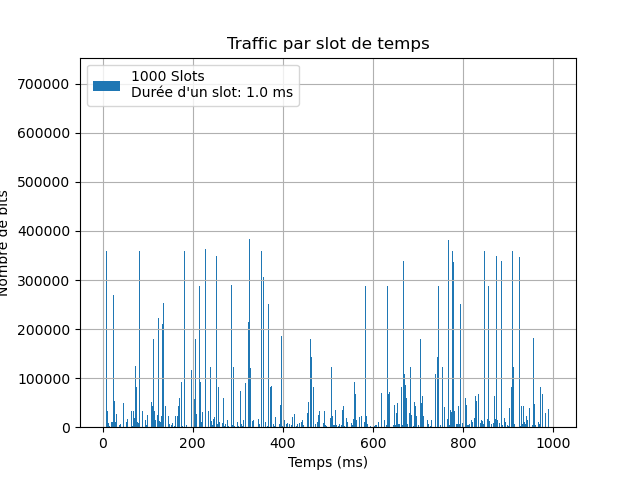 Traffic par slot de temps
1000 Slots
Durée d'un slot: 1.0 ms
700000
600000
500000
400000
300000
200000
100000
0
Nombre de bits
0 200 400 600 800 1000
Temps (ms)